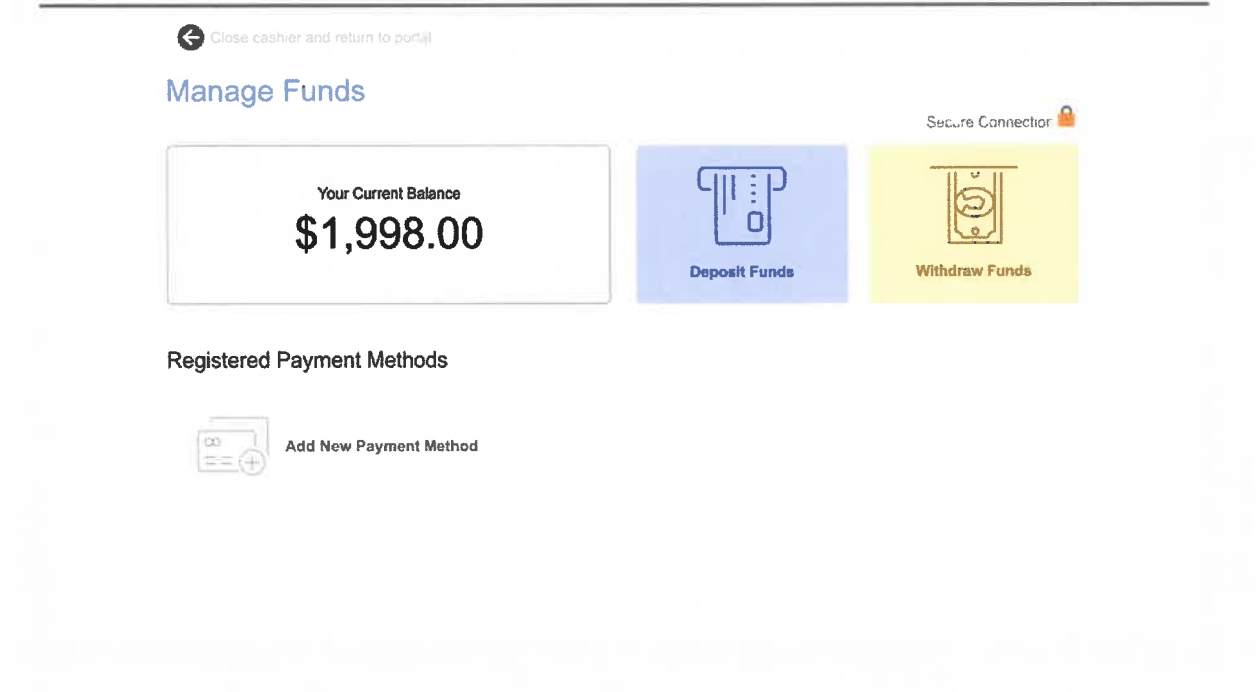 Close cashier and return to portal
Manage Funds
Secure Connection
Your Current Balance
$1,998.00
Deposit Funds
Withdraw Funds
Registered Payment Methods
Add New Payment Method